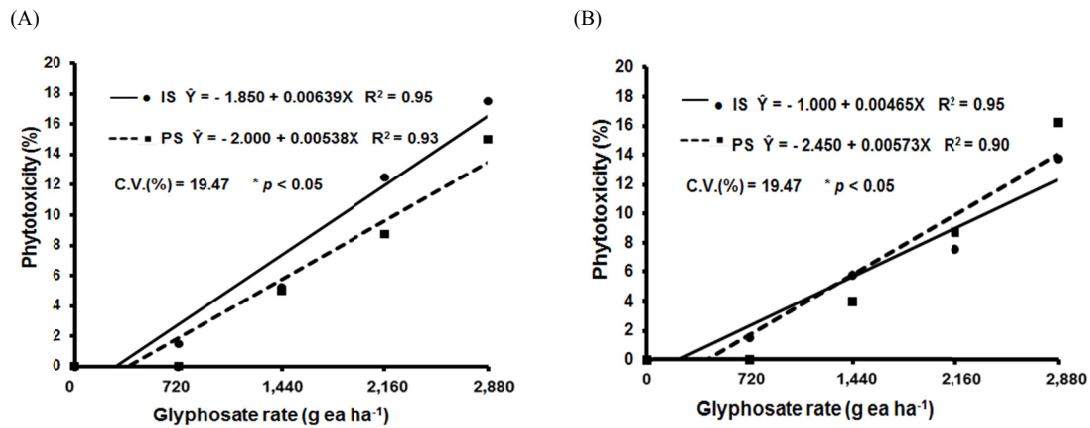 (A)
(B)
Phytotoxicity (%)
20
18
16
14
12
10
8
6
4
2
0
IS Ŷ = - 1.850 + 0.00639X R² = 0.95
PS Ŷ = - 2.000 + 0.00538X R² = 0.93
C.V.(%) = 19.47 * p < 0.05
0 720 1,440 2,160 2,880
Glyphosate rate (g ea ha⁻¹)
Phytotoxicity (%)
20
18
16
14
12
10
8
6
4
2
0
IS Ŷ = - 1.000 + 0.00465X R² = 0.95
PS Ŷ = - 2.450 + 0.00573X R² = 0.90
C.V.(%) = 19.47 * p < 0.05
0 720 1,440 2,160 2,880
Glyphosate rate (g ea ha⁻¹)